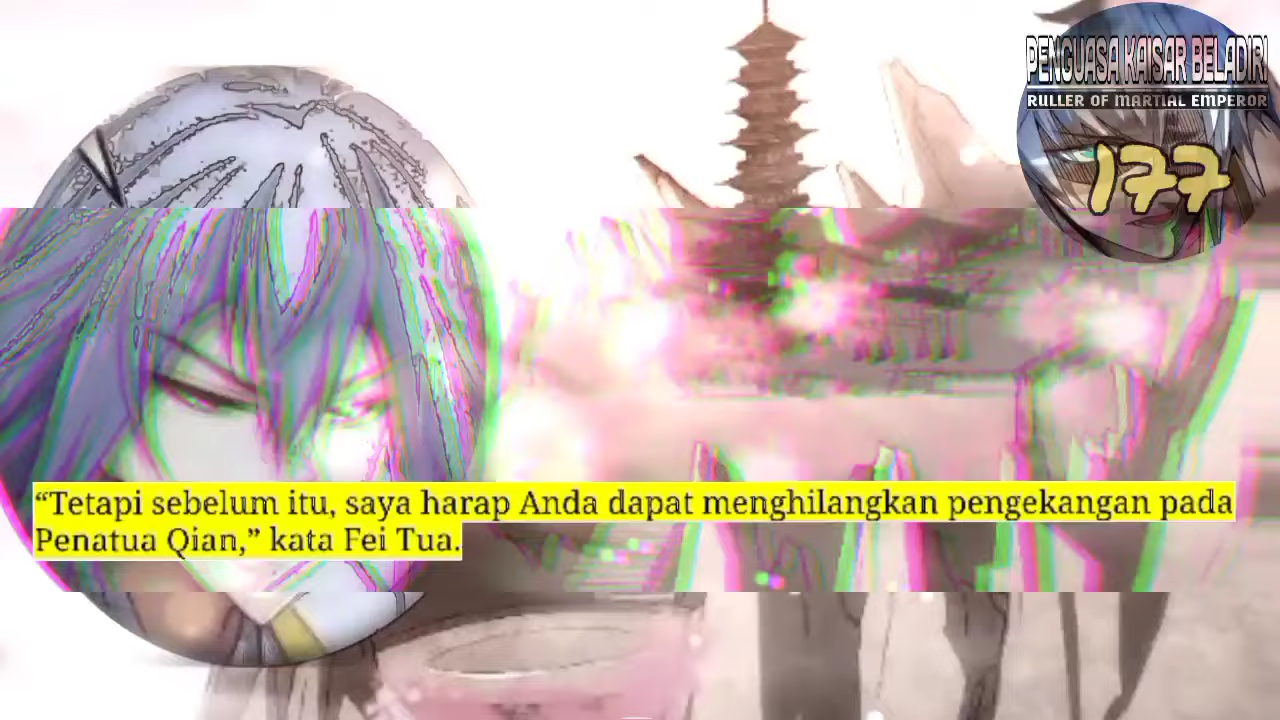 PENGUASA KAISAR BELADIRI
RULLER OF MARTIAL EMPEROR
177
“Tetapi sebelum itu, saya harap Anda dapat menghilangkan pengekangan pada
Penatua Qian,” kata Fei Tua.